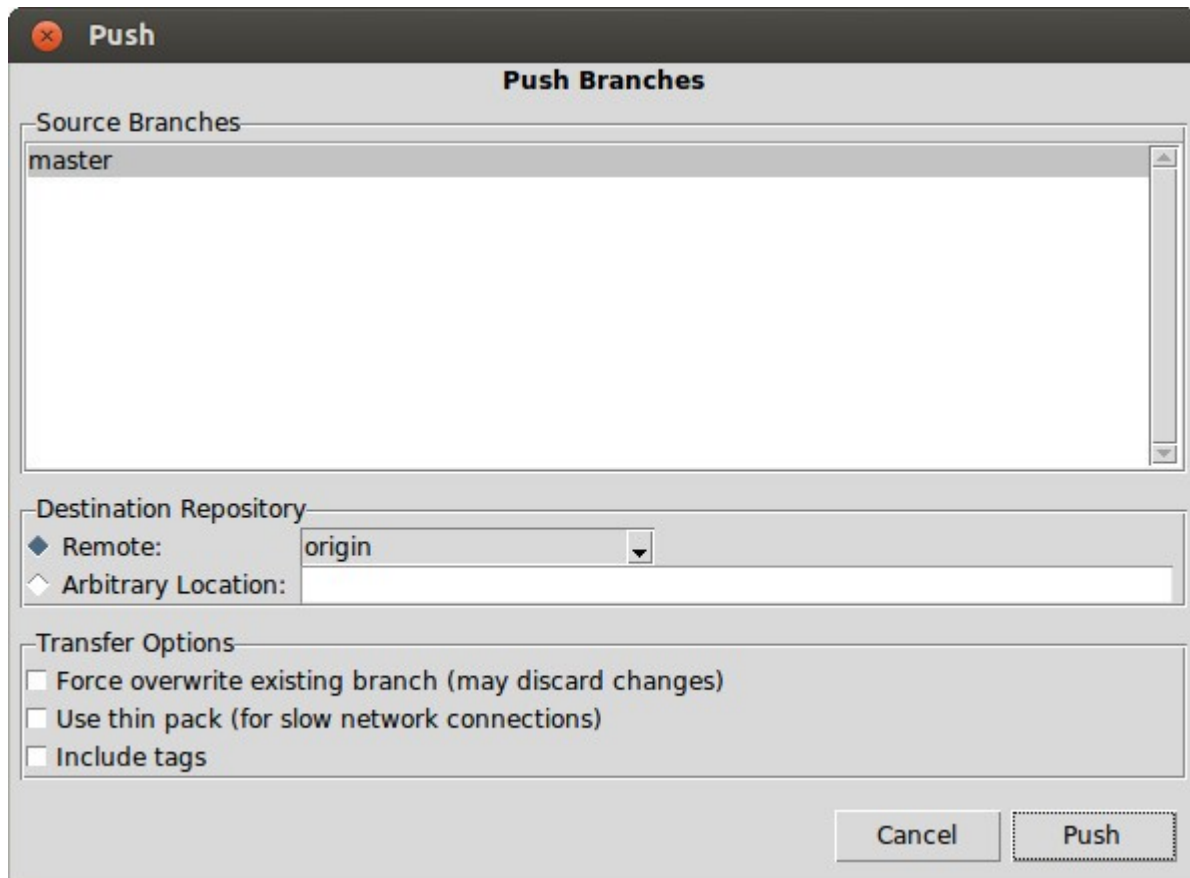 Push
Push Branches
Source Branches
master
Destination Repository
Remote: origin
Arbitrary Location:
Transfer Options
Force overwrite existing branch (may discard changes)
Use thin pack (for slow network connections)
Include tags
Cancel Push